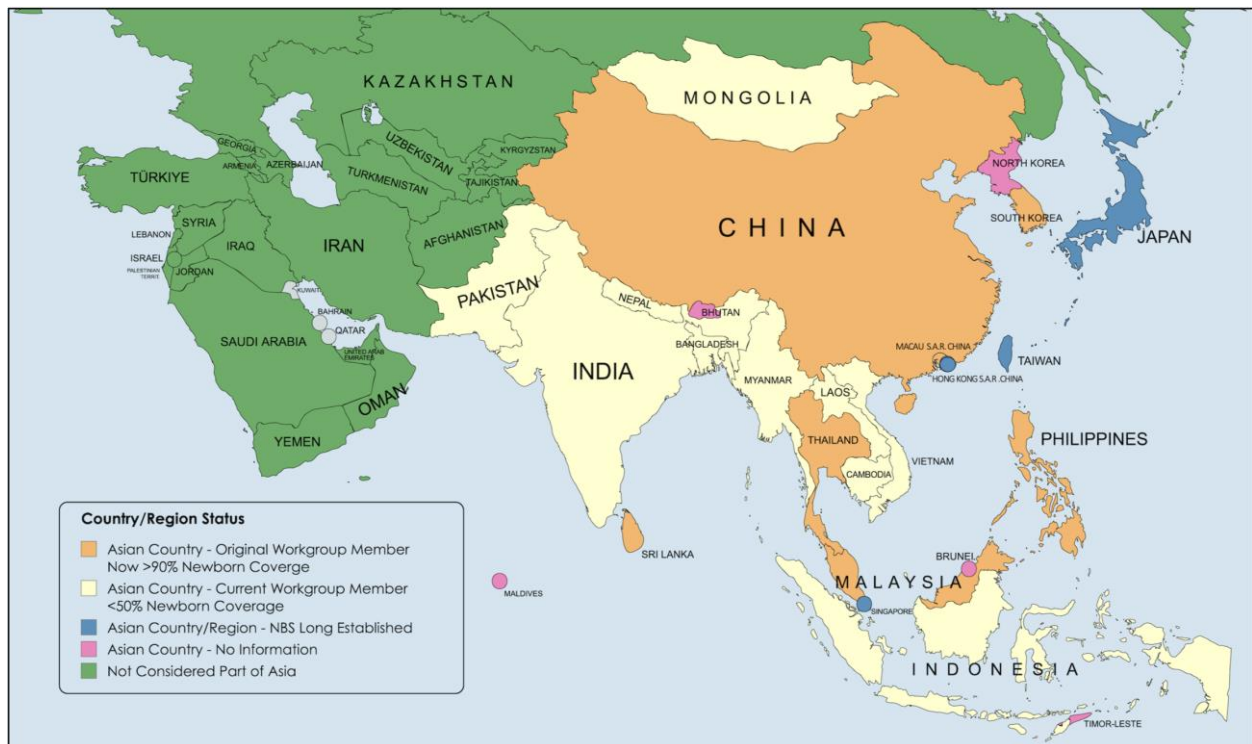 KAZAKHSTAN
MONGOLIA
GEORGIA
ARMENIA
AZERBAIJAN
UZBEKISTAN
KYRGYZSTAN
TÜRKIYE
TURKMENISTAN
TAJIKISTAN
NORTH KOREA
SYRIA
LEBANON
IRAQ
IRAN
AFGHANISTAN
CHINA
SOUTH KOREA
JAPAN
ISRAEL
PALESTINIAN
JORDAN
KUWAIT
PAKISTAN
NEPAL
BHUTAN
BAHRAIN
QATAR
SAUDI ARABIA
UNITED ARAB
EMIRATES
BANGLADESH
MACAU S.A.R. CHINA
TAIWAN
HONG KONG S.A.R. CHINA
INDIA
MYANMAR
LAOS
OMAN
YEMEN
THAILAND
PHILIPPINES
VIETNAM
CAMBODIA
SRI LANKA
BRUNEI
MALAYSIA
MALDIVES
SINGAPORE
INDONESIA
TIMOR-LESTE
Country/Region Status
Asian Country - Original Workgroup Member
Now >90% Newborn Coverge
Asian Country - Current Workgroup Member
<50% Newborn Coverage
Asian Country/Region - NBS Long Established
Asian Country - No Information
Not Considered Part of Asia